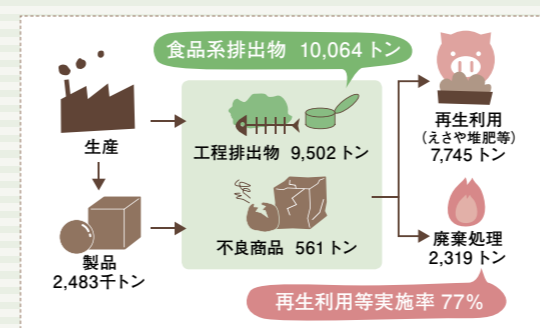 食品系排出物 10,064 トン
生産
工程排出物 9,502 トン
再生利用
（えさや堆肥等）
7,745 トン
製品
2,483千トン
不良商品 561 トン
廃棄処理
2,319 トン
再生利用等実施率 77%